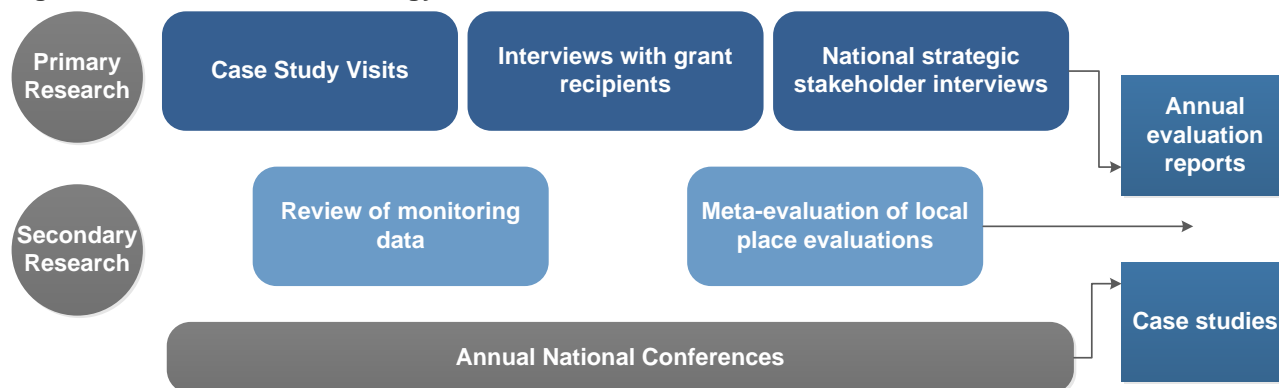 Primary
Research
Case Study Visits
Interviews with grant
recipients
National strategic
stakeholder interviews
Annual
evaluation
reports
Secondary
Research
Review of monitoring
data
Meta-evaluation of local
place evaluations
Case studies
Annual National Conferences